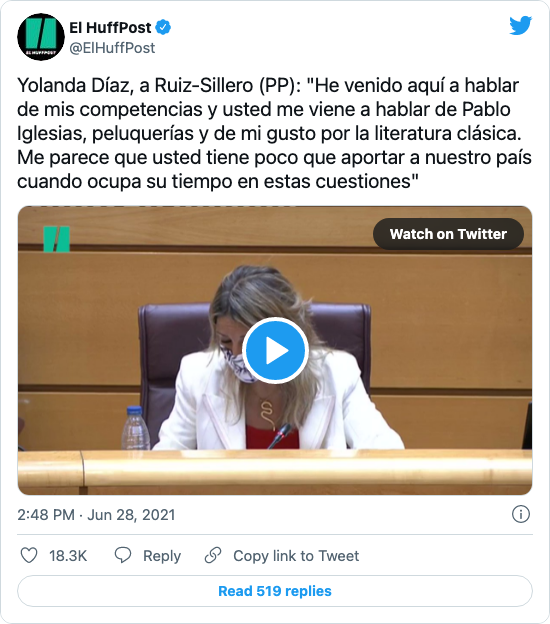 El HuffPost
@ElHuffPost
EL HUFFPOST
Yolanda Díaz, a Ruiz-Sillero (PP): "He venido aquí a hablar
de mis competencias y usted me viene a hablar de Pablo
Iglesias, peluquerías y de mi gusto por la literatura clásica.
Me parece que usted tiene poco que aportar a nuestro país
cuando ocupa su tiempo en estas cuestiones"
Watch on Twitter
2:48 PM · Jun 28, 2021
18.3K Reply Copy link to Tweet
Read 519 replies